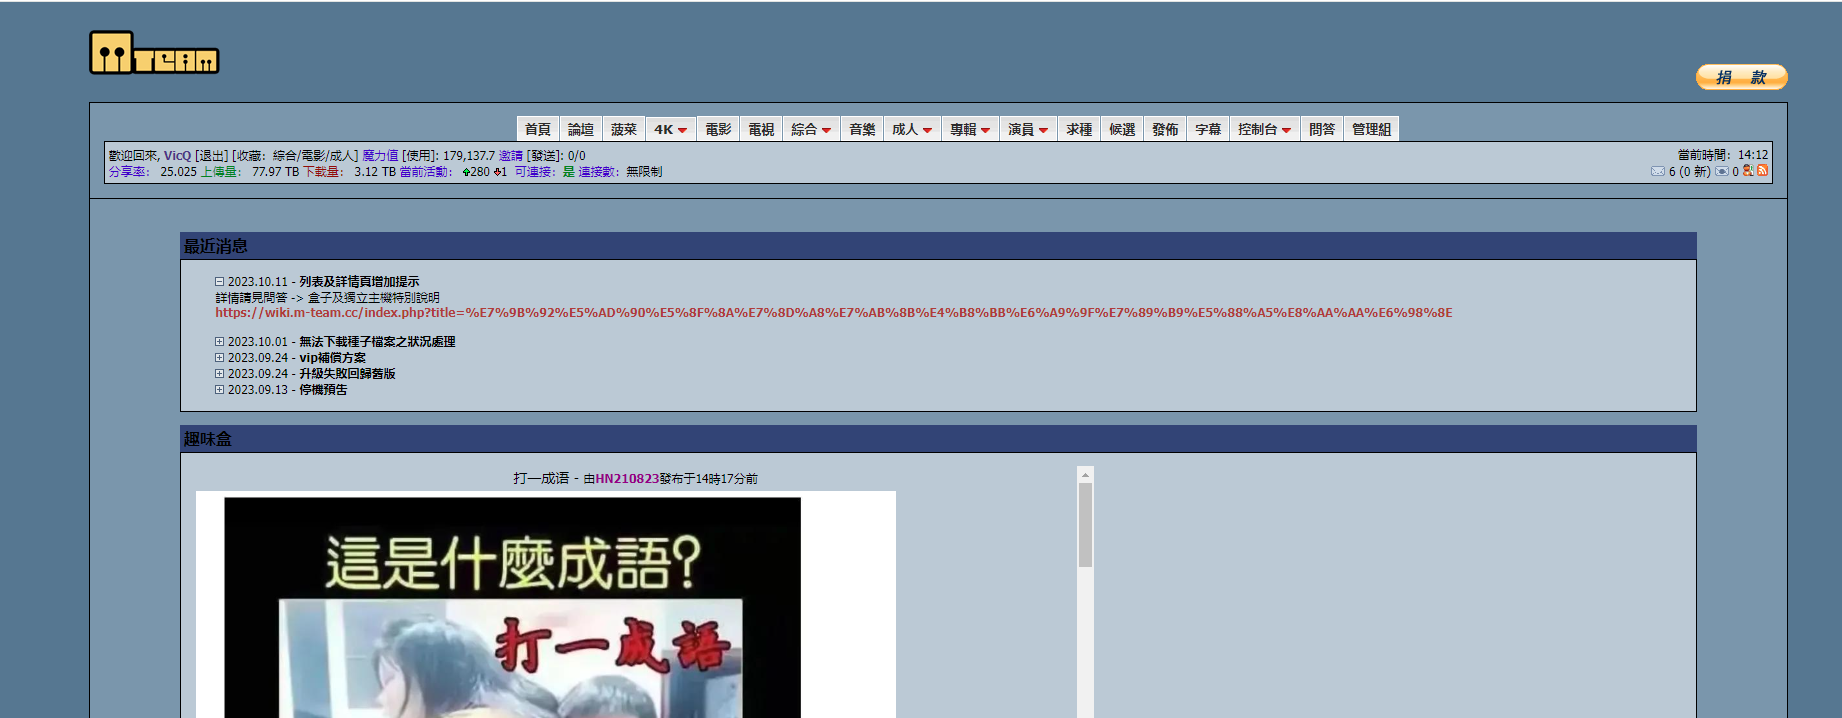 mTEAm
捐 款
首頁 論壇 菠菜 4K 電影 電視 綜合 音樂 成人 專輯 演員 求種 候選 發佈 字幕 控制台 問答 管理組
歡迎回來, VicQ [退出] [收藏: 綜合/電影/成人] 魔力值 [使用]: 179,137.7 邀請 [發送]: 0/0
當前時間: 14:12
分享率: 25.025 上傳量: 77.97 TB 下載量: 3.12 TB 當前活動: 280 1 可連接: 是 連接數: 無限制
6 (0 新) 0
最近消息
2023.10.11 - 列表及詳情頁增加提示
詳情請見問答 -> 盒子及獨立主機特別說明
https://wiki.m-team.cc/index.php?title=%E7%9B%92%E5%AD%90%E5%8F%8A%E7%8D%A8%E7%AB%8B%E4%B8%BB%E6%A9%9F%E7%89%B9%E5%88%A5%E8%AA%AA%E6%98%8E
2023.10.01 - 無法下載種子檔案之狀況處理
2023.09.24 - vip補償方案
2023.09.24 - 升級失敗回歸舊版
2023.09.13 - 停機預告
趣味盒
打一成语 - 由HN210823發布于14時17分前
這是什麼成語?
打一成語